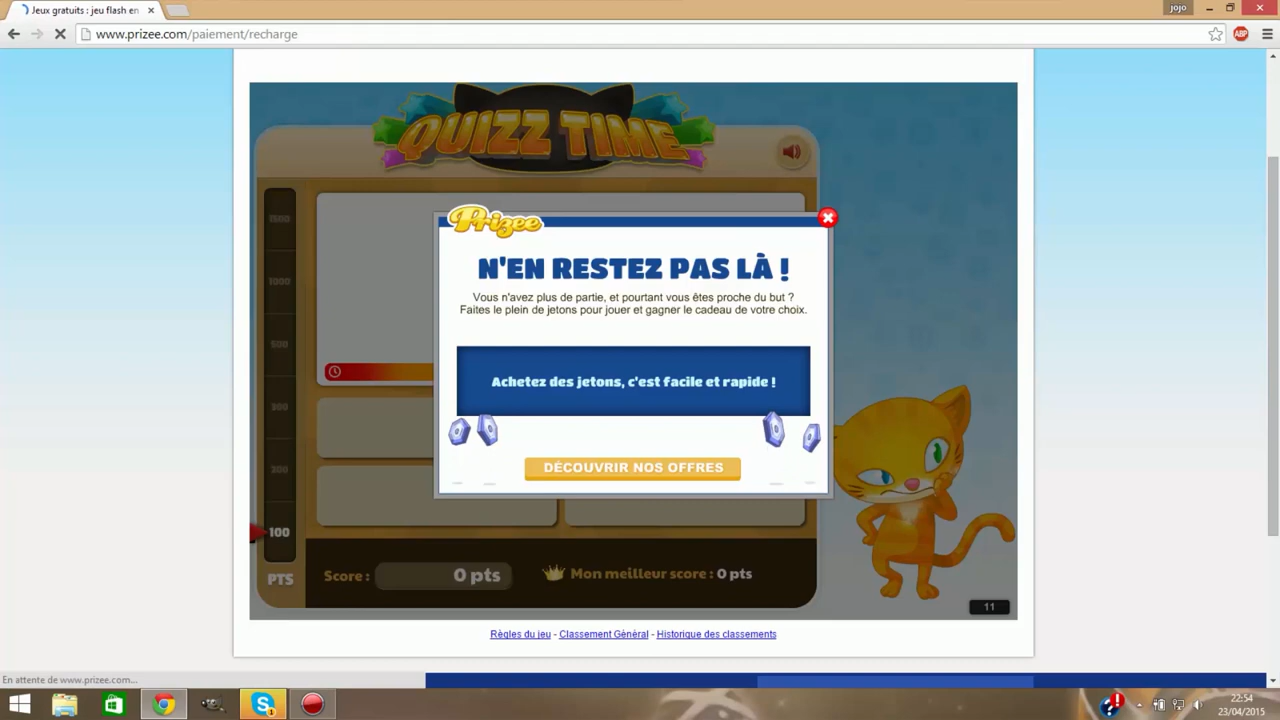 Jeux gratuits : jeu flash en
jojo
www.prizee.com/paiement/recharge
ABP
QUIZZ TIME
1500
1000
500
300
200
100
PTS
Prizee
N'EN RESTEZ PAS LÀ !
Vous n'avez plus de partie, et pourtant vous êtes proche du but ?
Faites le plein de jetons pour jouer et gagner le cadeau de votre choix.
Achetez des jetons, c'est facile et rapide !
DÉCOUVRIR NOS OFFRES
Score : 0 pts
Mon meilleur score : 0 pts
11
Règles du jeu - Classement Général - Historique des classements
En attente de www.prizee.com...
22:54
23/04/2015